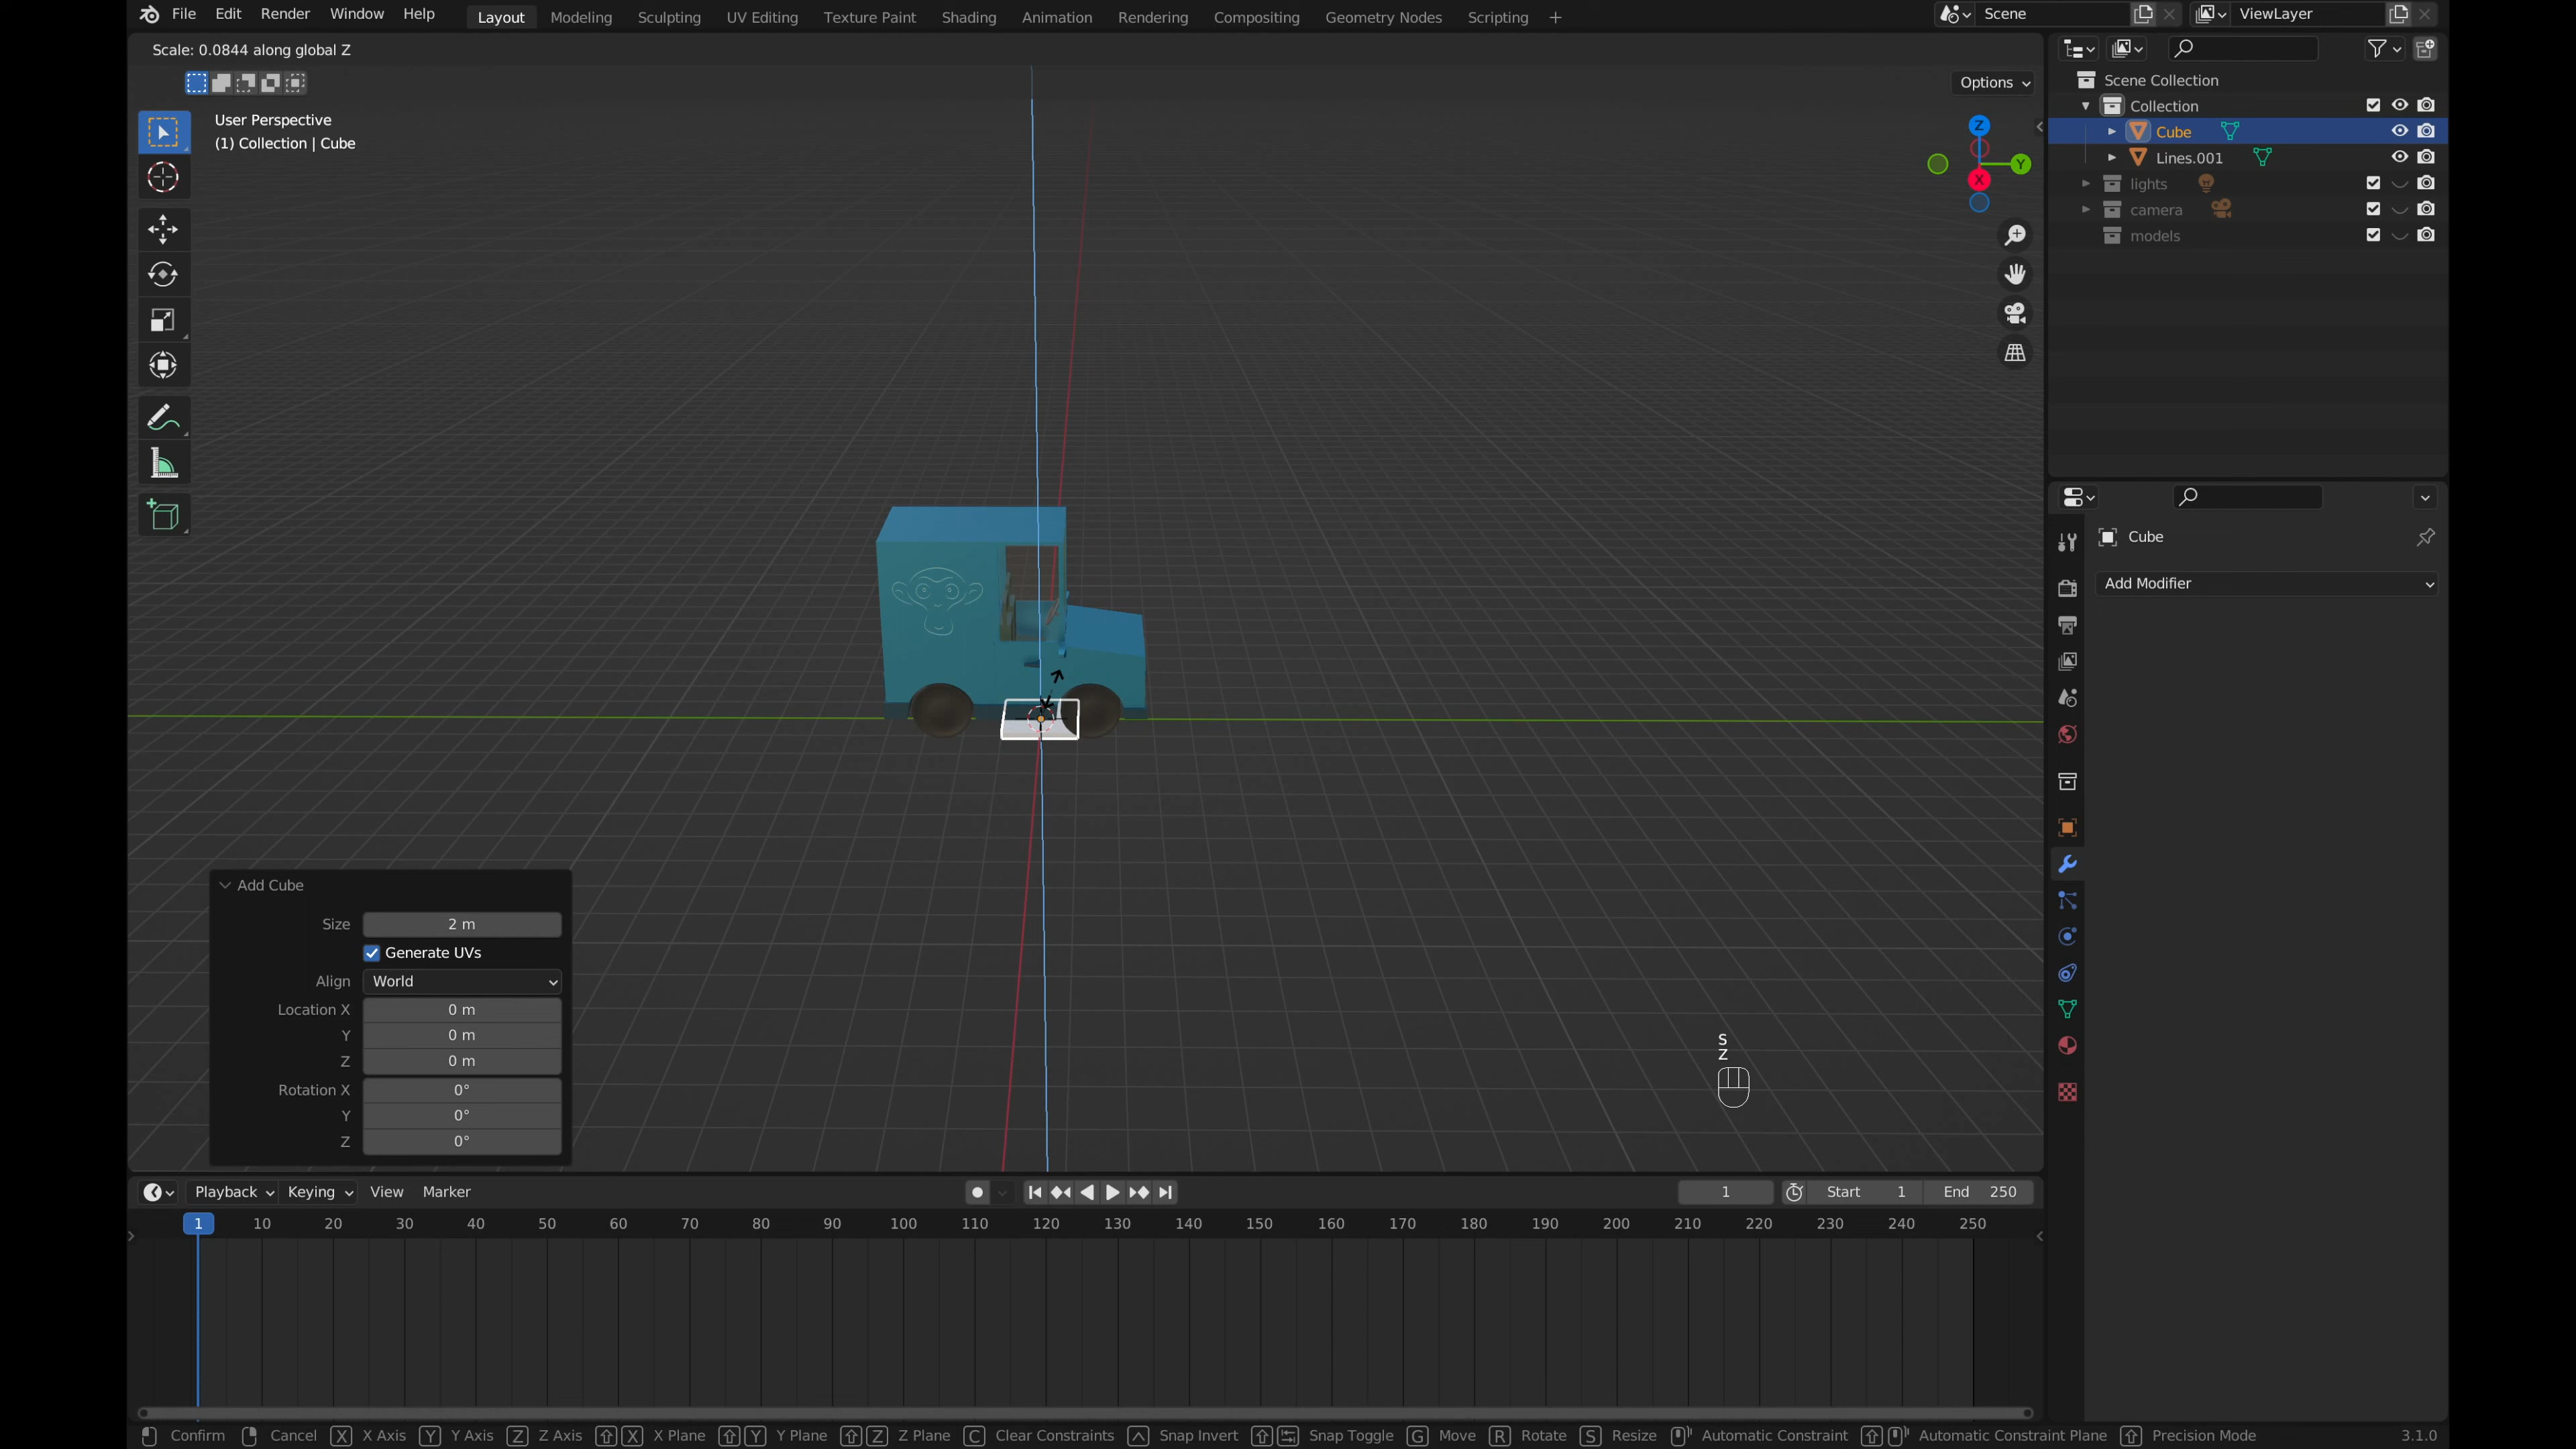 File Edit Render Window Help Layout Modeling Sculpting UV Editing Texture Paint Shading Animation Rendering Compositing Geometry Nodes Scripting + Scene ViewLayer
Scale: 0.0844 along global Z
Options
User Perspective
(1) Collection | Cube
Z
Y
X
Scene Collection
Collection
Cube
Lines.001
lights
camera
models
Cube
Add Modifier
Add Cube
Size 2 m
Generate UVs
Align World
Location X 0 m
Y 0 m
Z 0 m
Rotation X 0°
Y 0°
Z 0°
S
Z
Playback Keying View Marker 1 Start 1 End 250
1 10 20 30 40 50 60 70 80 90 100 110 120 130 140 150 160 170 180 190 200 210 220 230 240 250
Confirm Cancel X X Axis Y Y Axis Z Z Axis X X Plane Y Y Plane Z Z Plane C Clear Constraints Snap Invert Snap Toggle G Move R Rotate S Resize Automatic Constraint Automatic Constraint Plane Precision Mode 3.1.0